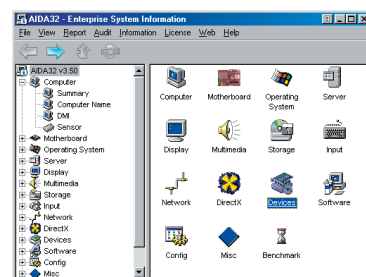 AIDA32 - Enterprise System Information
File View Report Audit Information License Web Help
AIDA32 v3.50
Computer
Summary
Computer Name
DMI
Sensor
Motherboard
Operating System
Server
Display
Multimedia
Storage
Input
Network
DirectX
Devices
Software
Config
Misc
Computer Motherboard Operating System Server
Display Multimedia Storage Input
Network DirectX Devices Software
Config Misc Benchmark